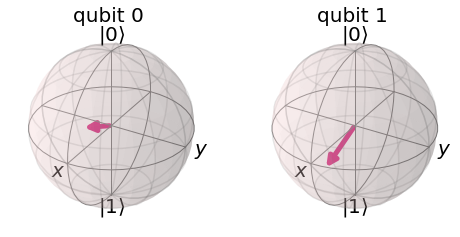 qubit 0
|0⟩
x
y
|1⟩
qubit 1
|0⟩
x
y
|1⟩